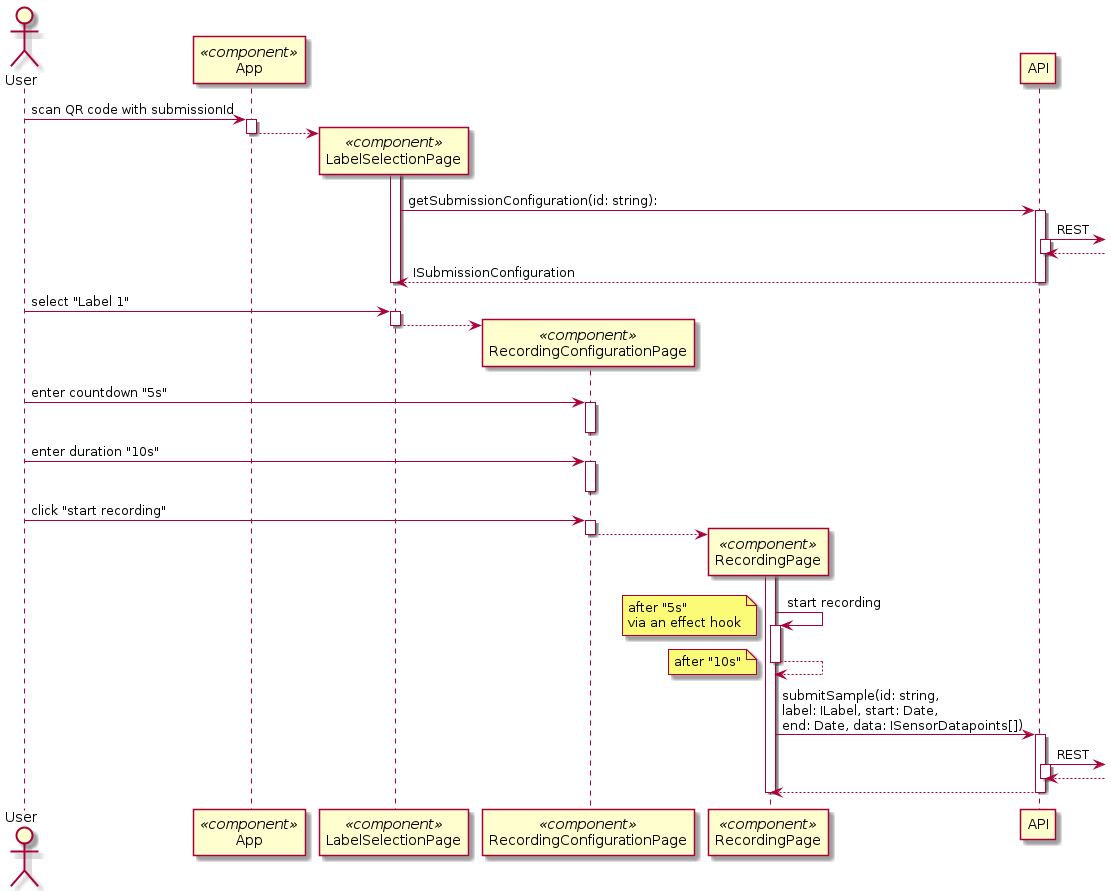 User
«component»
App
API
scan QR code with submissionId
«component»
LabelSelectionPage
getSubmissionConfiguration(id: string):
REST
ISubmissionConfiguration
select "Label 1"
«component»
RecordingConfigurationPage
enter countdown "5s"
enter duration "10s"
click "start recording"
«component»
RecordingPage
after "5s"
via an effect hook
start recording
after "10s"
submitSample(id: string,
label: ILabel, start: Date,
end: Date, data: ISensorDatapoints[])
REST
User
«component»
App
«component»
LabelSelectionPage
«component»
RecordingConfigurationPage
«component»
RecordingPage
API